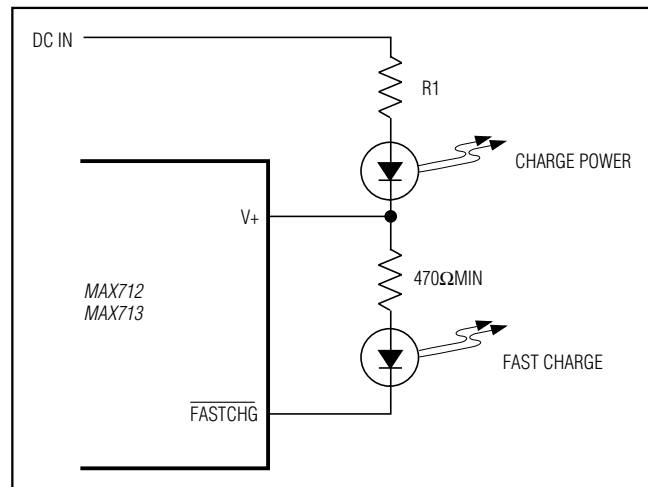 DC IN
R1
CHARGE POWER
V+
470ΩMIN
MAX712
MAX713
FAST CHARGE
FASTCHG